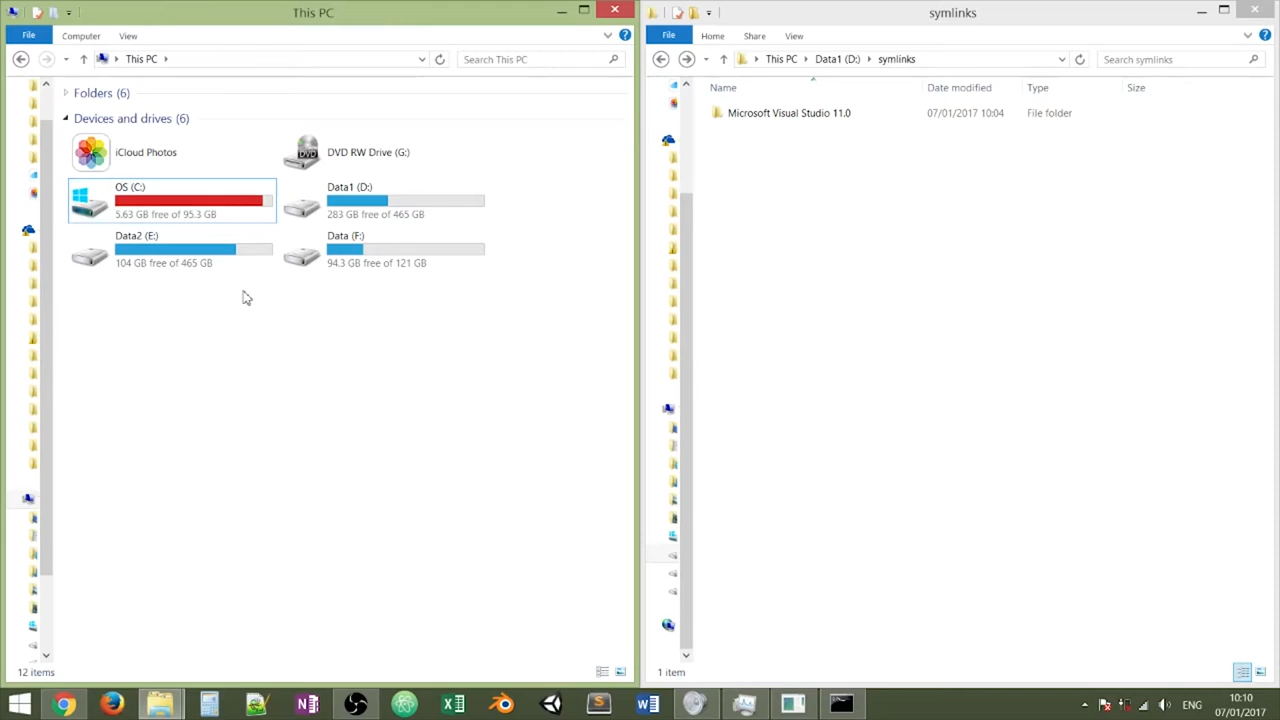 This PC
File
Computer
View
This PC
Search This PC
Folders (6)
Devices and drives (6)
iCloud Photos
DVD RW Drive (G:)
DVD
OS (C:)
5.63 GB free of 95.3 GB
Data1 (D:)
283 GB free of 465 GB
Data2 (E:)
104 GB free of 465 GB
Data (F:)
94.3 GB free of 121 GB
12 items
symlinks
File
Home
Share
View
This PC
Data1 (D:)
symlinks
Search symlinks
Name
Date modified
Type
Size
Microsoft Visual Studio 11.0
07/01/2017 10:04
File folder
1 item
ENG
10:10
07/01/2017